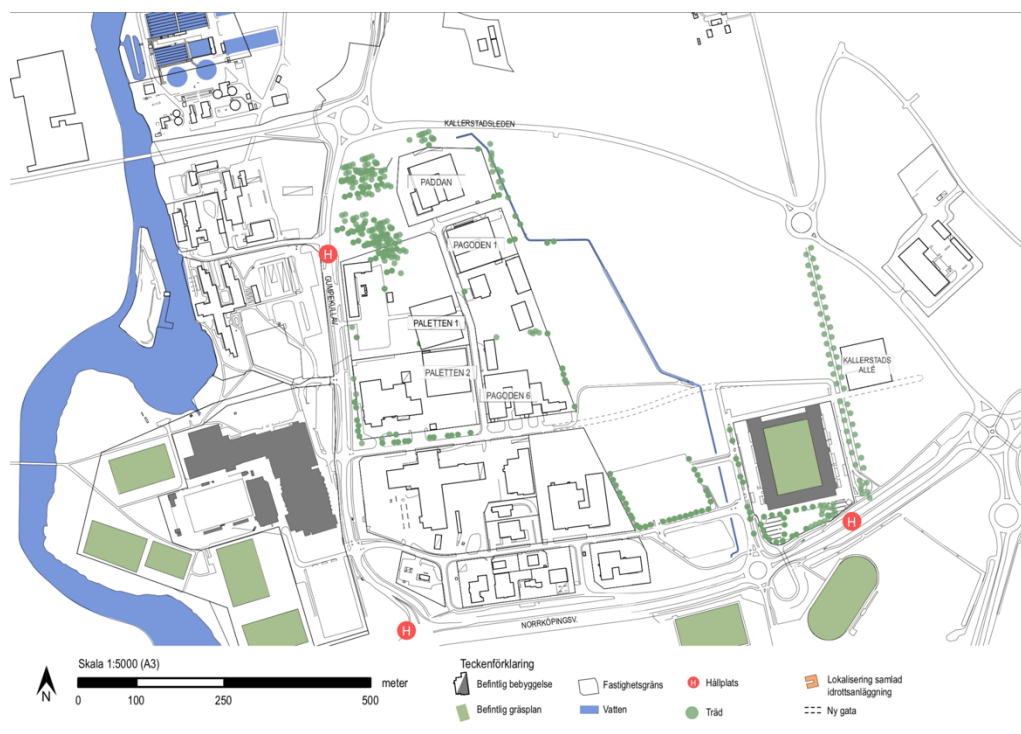 KALLERSTADSLEDEN
PADDAN
PAGODEN 1
H
GUMPEKULLAV.
PALETTEN 1
KALLERSTADS
ALLÉ
PALETTEN 2
PAGODEN 6
H
H
NORRKÖPINGSV.
Skala 1:5000 (A3)
meter
0 100 250 500
N
Teckenförklaring
Befintlig bebyggelse
Befintlig gräsplan
Fastighetsgräns
Vatten
H Hållplats
Träd
Lokalisering samlad
idrottsanläggning
Ny gata